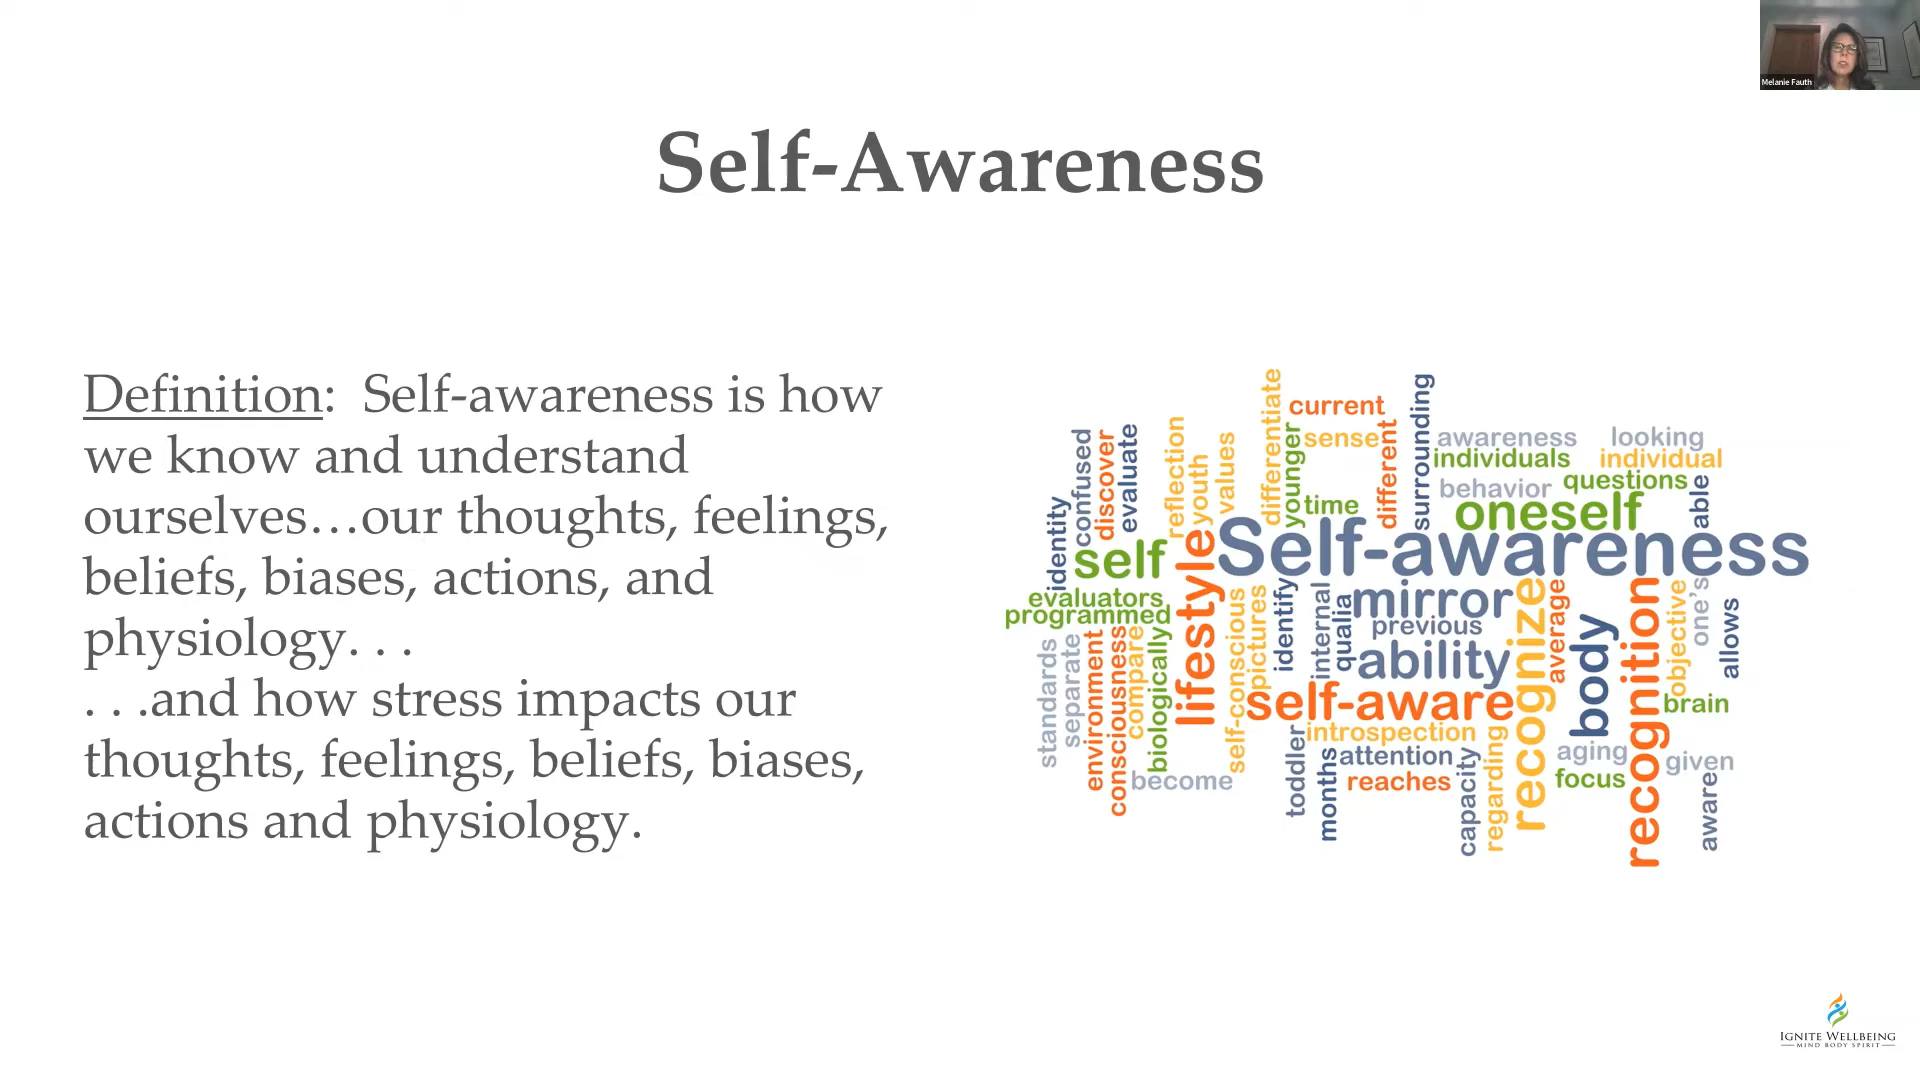 Melanie Fauth
Self-Awareness
Definition:  Self-awareness is how
we know and understand
ourselves…our thoughts, feelings,
beliefs, biases, actions, and
physiology. . .
. . .and how stress impacts our
thoughts, feelings, beliefs, biases,
actions and physiology.
differentiate
current
surrounding
confused
discover
evaluate
reflection
youth
values
younger
sense
different
awareness
looking
individuals
individual
behavior
questions
able
time
oneself
identity
self
lifestyle
Self-awareness
evaluators
programmed
identify
internal
qualia
mirror
previous
ability
recognize
average
body
recognition
objective
one's
allows
standards
separate
environment
consciousness
compare
biologically
self-conscious
pictures
self-aware
brain
introspection
toddler
months
attention
reaches
capacity
regarding
aging
focus
given
aware
become
IGNITE WELLBEING
MIND BODY SPIRIT